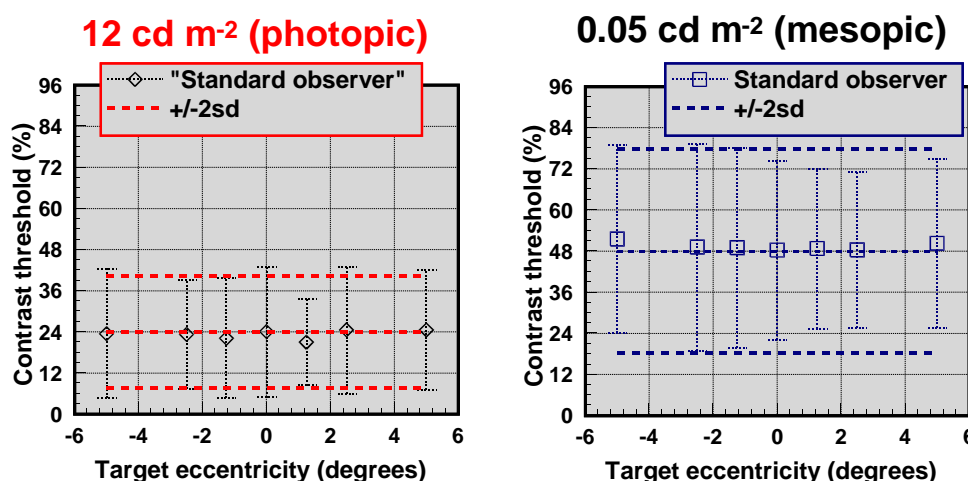 12 cd m-2 (photopic)
"Standard observer"
+/-2sd
Contrast threshold (%)
96
84
72
60
48
36
24
12
0
-6 -4 -2 0 2 4 6
Target eccentricity (degrees)
0.05 cd m-2 (mesopic)
Standard observer
+/-2sd
Contrast threshold (%)
96
84
72
60
48
36
24
12
0
-6 -4 -2 0 2 4 6
Target eccentricity (degrees)